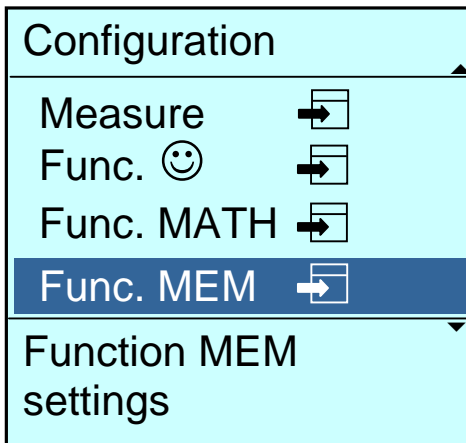 Configuration
Measure
Func. ☺
Func. MATH
Func. MEM
Function MEM
settings